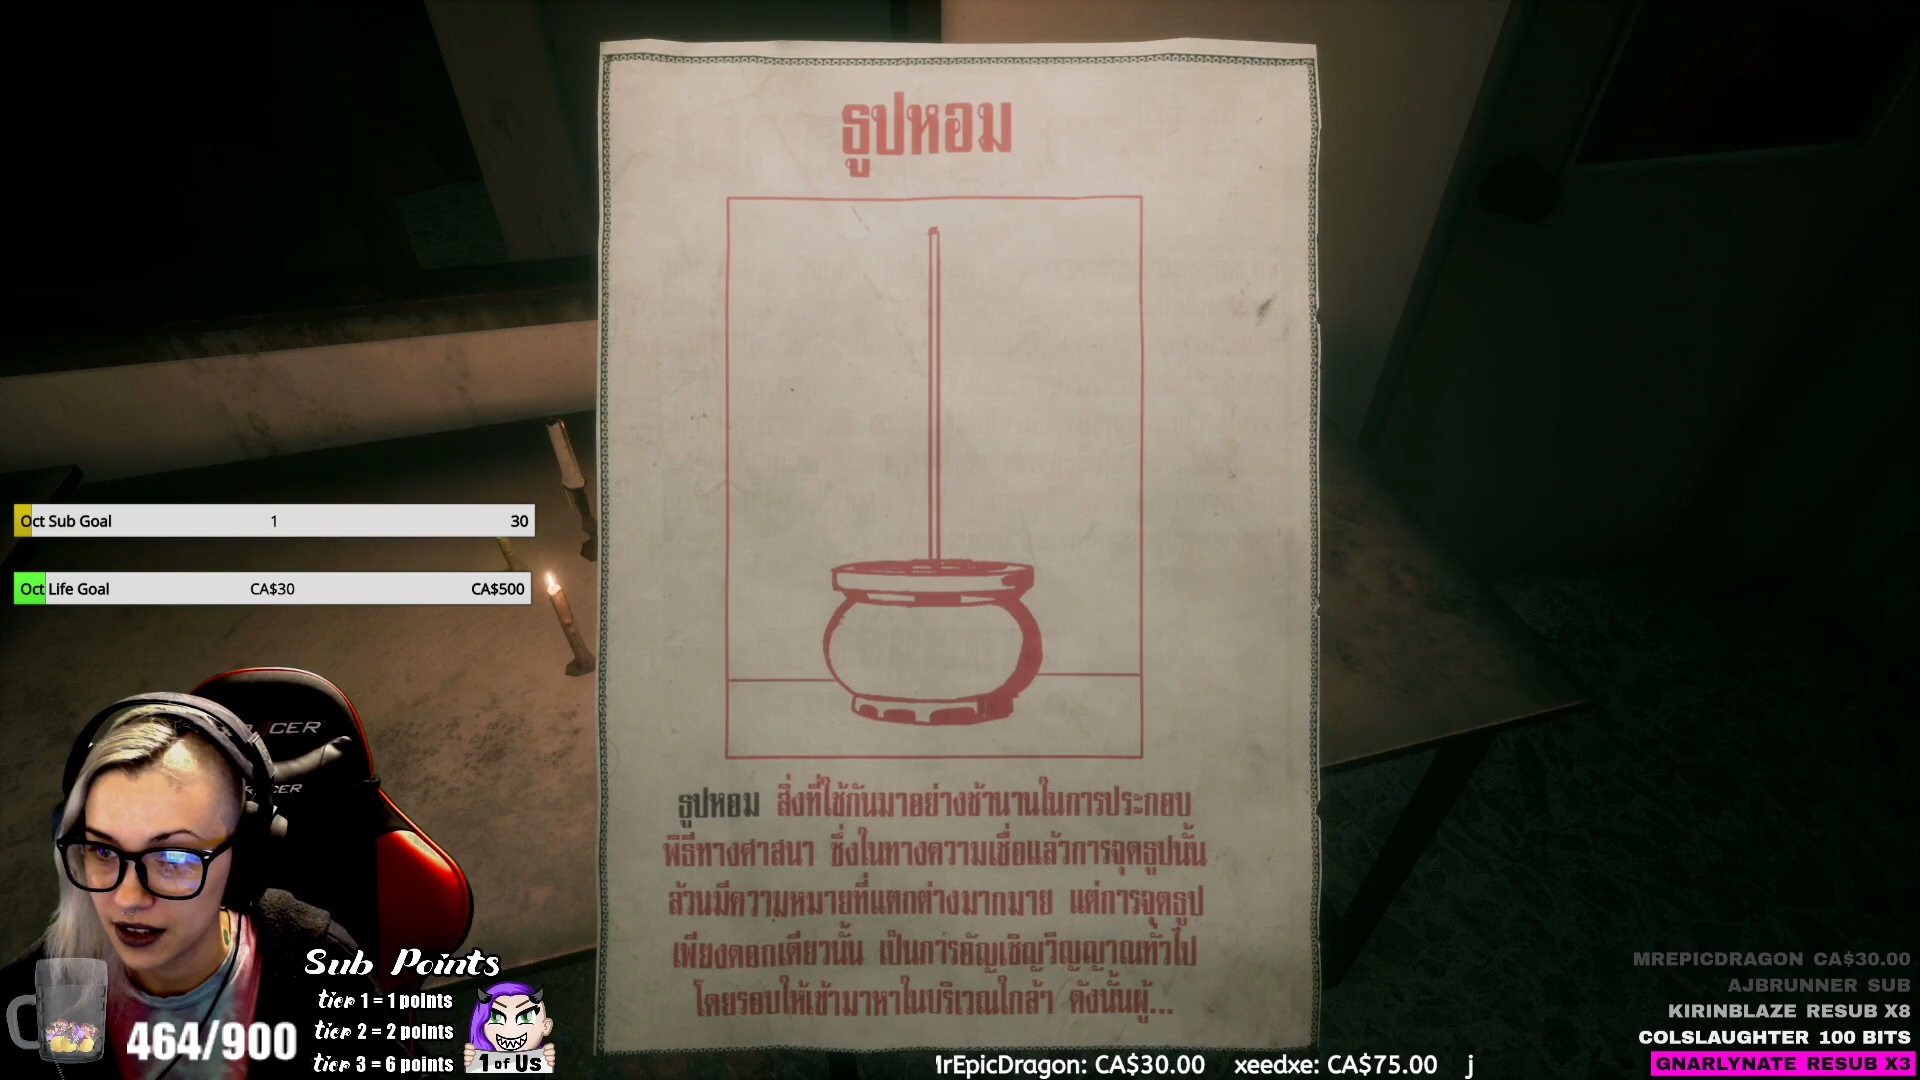 ธูปหอม
ธูปหอม สิ่งที่ใช้กันมาอย่างช้านานในการประกอบ
พิธีทางศาสนา ซึ่งในทางความเชื่อแล้วการจุดธูปนั้น
ล้วนมีความหมายที่แตกต่างมากมาย แต่การจุดธูป
เพียงดอกเดียวนั้น เป็นการอัญเชิญวิญญาณทั่วไป
โดยรอบให้เข้ามาหาในบริเวณใกล้ๆ ดังนั้นผู้...
Oct Sub Goal 1 30
Oct Life Goal CA$30 CA$500
Sub Points
tier 1 = 1 points
tier 2 = 2 points
tier 3 = 6 points
464/900
1 of Us
MREPICDRAGON CA$30.00
AJBRUNNER SUB
KIRINBLAZE RESUB X8
COLSLAUGHTER 100 BITS
GNARLYNATE RESUB X3
rEpicDragon: CA$30.00 xeedxe: CA$75.00 j